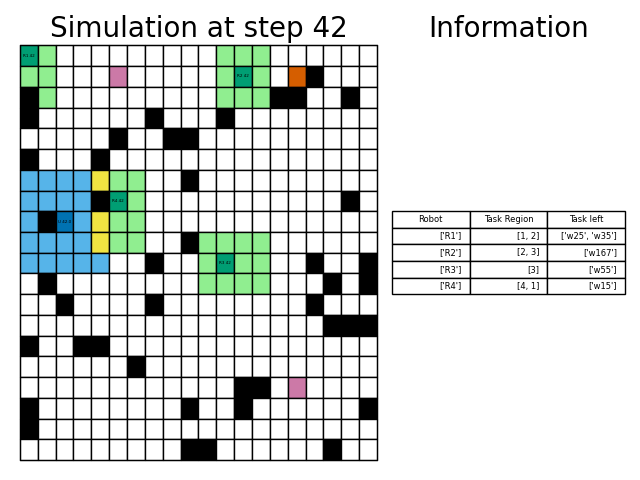 Simulation at step 42
Information
Robot Task Region Task left
['R1'] [1, 2] ['w25', 'w35']
['R2'] [2, 3] ['w167']
['R3'] [3] ['w55']
['R4'] [4, 1] ['w15']